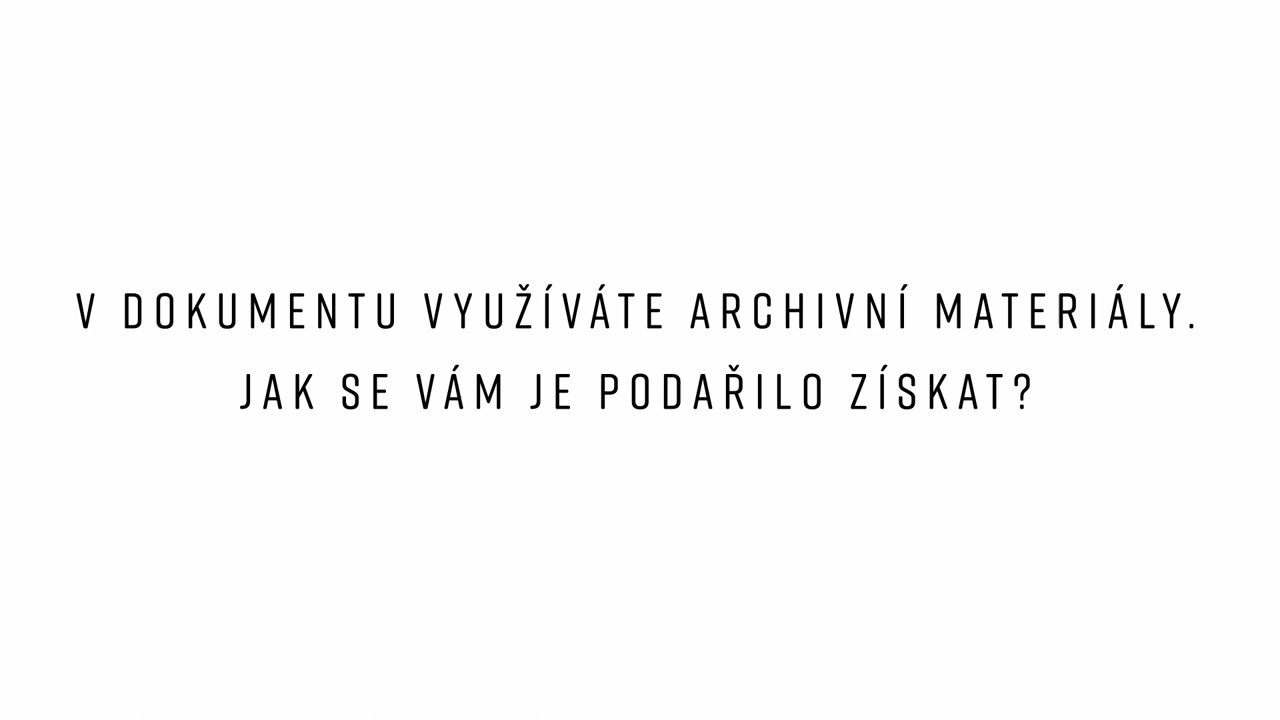 V DOKUMENTU VYUŽÍVÁTE ARCHIVNÍ MATERIÁLY.
JAK SE VÁM JE PODAŘILO ZÍSKAT?